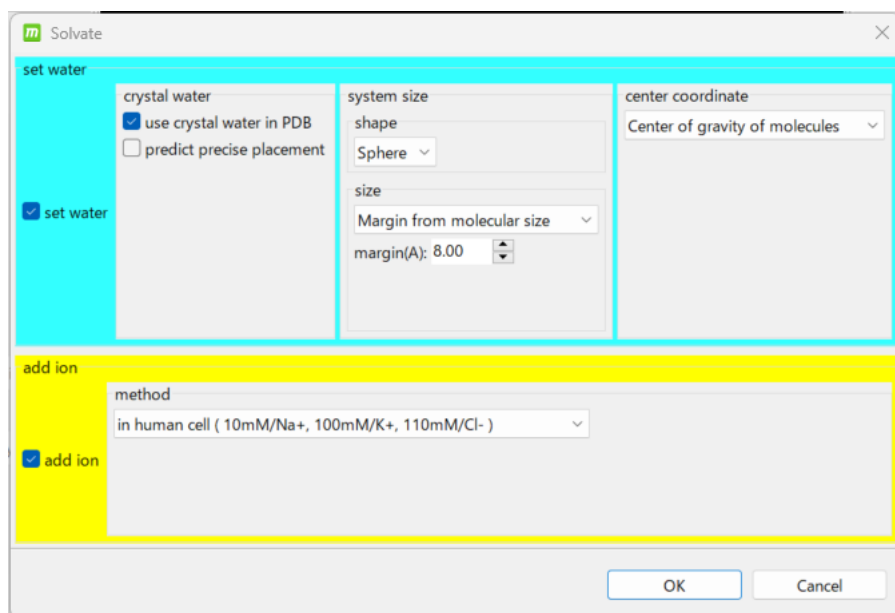 m Solvate
set water
crystal water
use crystal water in PDB
predict precise placement
set water
system size
shape
Sphere
size
Margin from molecular size
margin(A): 8.00
center coordinate
Center of gravity of molecules
add ion
method
in human cell ( 10mM/Na+, 100mM/K+, 110mM/Cl- )
add ion
OK
Cancel